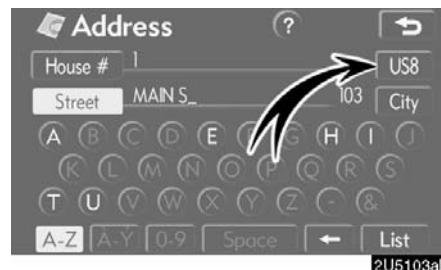 Address ?
House # 1 US8
Street MAIN S_ 103 City
A B C D E F G H I J
K L M N O P Q R S
T U V W X Y Z - &
A-Z À-Ý 0-9 Space ← List
2U5103a